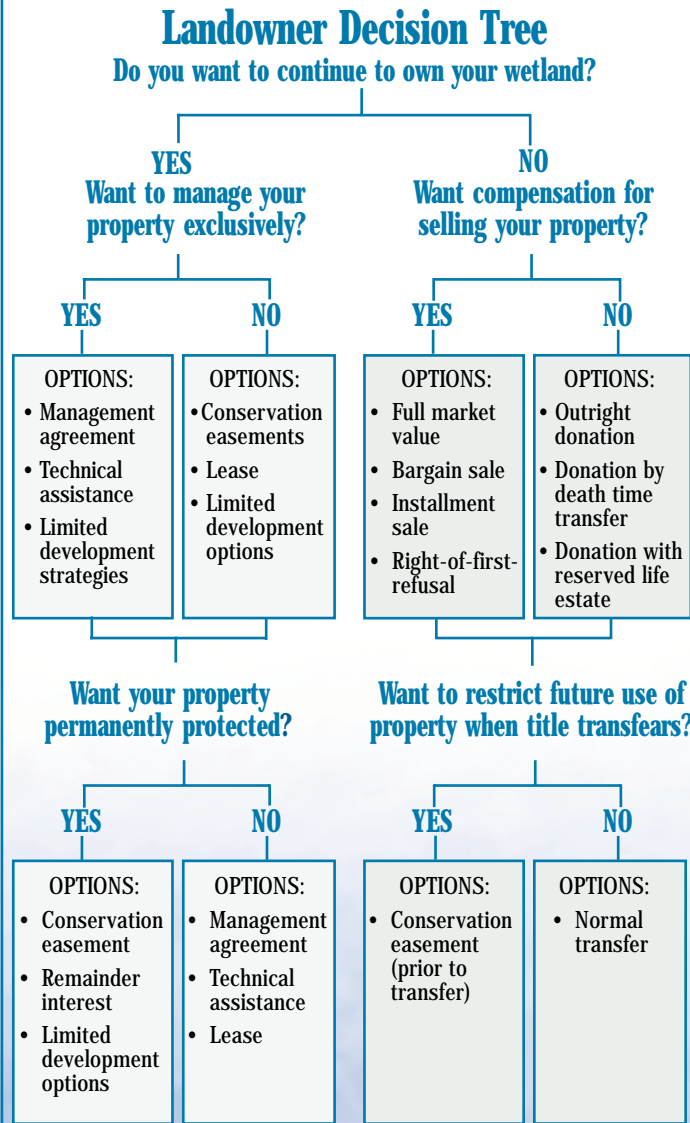 Landowner Decision Tree
Do you want to continue to own your wetland?
YES
Want to manage your
property exclusively?
NO
Want compensation for
selling your property?
YES
NO
YES
NO
OPTIONS:
• Management
agreement
• Technical
assistance
• Limited
development
strategies
OPTIONS:
•Conservation
easements
• Lease
• Limited
development
options
OPTIONS:
• Full market
value
• Bargain sale
• Installment
sale
• Right-of-first-
refusal
OPTIONS:
• Outright
donation
• Donation by
death time
transfer
• Donation with
reserved life
estate
Want your property
permanently protected?
Want to restrict future use of
property when title transfears?
YES
NO
YES
NO
OPTIONS:
• Conservation
easement
• Remainder
interest
• Limited
development
options
OPTIONS:
• Management
agreement
• Technical
assistance
• Lease
OPTIONS:
• Conservation
easement
(prior to
transfer)
OPTIONS:
• Normal
transfer